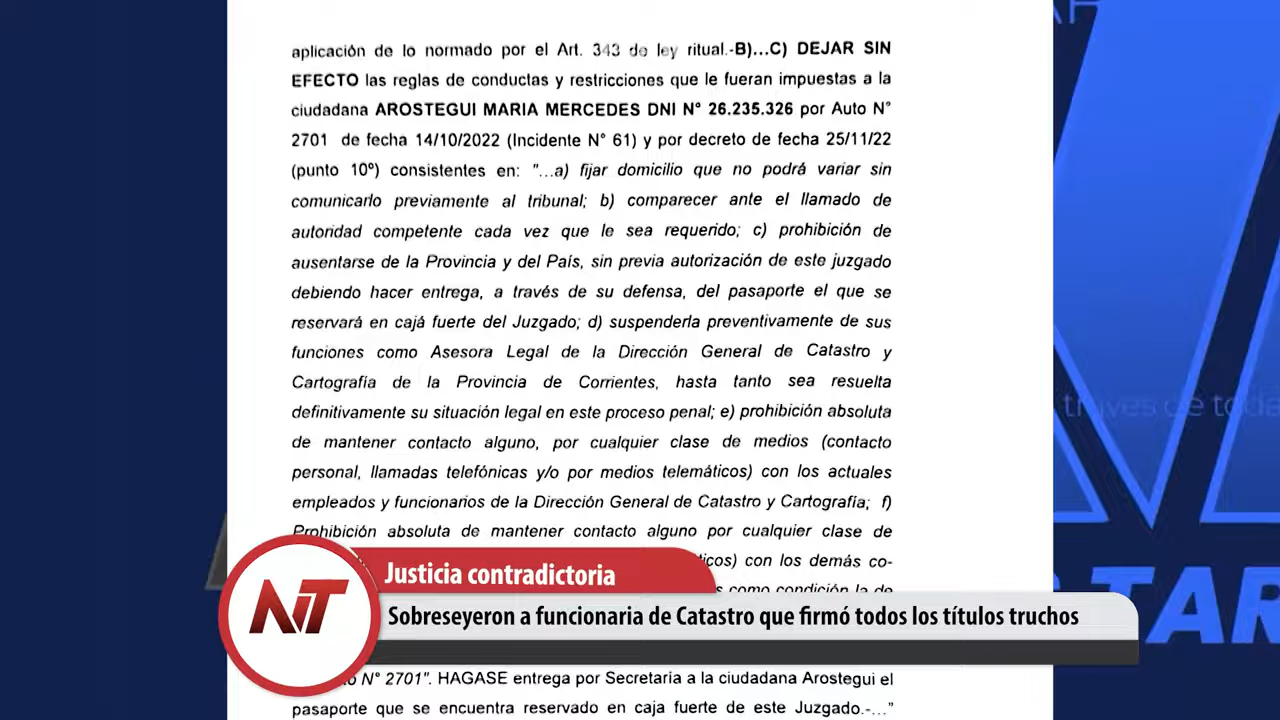 aplicación de lo normado por el Art. 343 de ley ritual.-B)...C) DEJAR SIN
EFECTO las reglas de conductas y restricciones que le fueran impuestas a la
ciudadana AROSTEGUI MARIA MERCEDES DNI N° 26.235.326 por Auto N°
2701 de fecha 14/10/2022 (Incidente N° 61) y por decreto de fecha 25/11/22
(punto 10º) consistentes en: "...a) fijar domicilio que no podrá variar sin
comunicarlo previamente al tribunal; b) comparecer ante el llamado de
autoridad competente cada vez que le sea requerido; c) prohibición de
ausentarse de la Provincia y del País, sin previa autorización de este juzgado
debiendo hacer entrega, a través de su defensa, del pasaporte el que se
reservará en cajá fuerte del Juzgado; d) suspenderla preventivamente de sus
funciones como Asesora Legal de la Dirección General de Catastro y
Cartografía de la Provincia de Corrientes, hasta tanto sea resuelta
definitivamente su situación legal en este proceso penal; e) prohibición absoluta
de mantener contacto alguno, por cualquier clase de medios (contacto
personal, llamadas telefónicas y/o por medios telemáticos) con los actuales
empleados y funcionarios de la Dirección General de Catastro y Cartografía; f)
Prohibición absoluta de mantener contacto alguno por cualquier clase de
ticos) con los demás co-
como condición la de
N° 2701". HAGASE entrega por Secretaria a la ciudadana Arostegui el
pasaporte que se encuentra reservado en caja fuerte de este Juzgado.-..."
NT
Justicia contradictoria
Sobreseyeron a funcionaria de Catastro que firmó todos los títulos truchos
través de toda
TAR